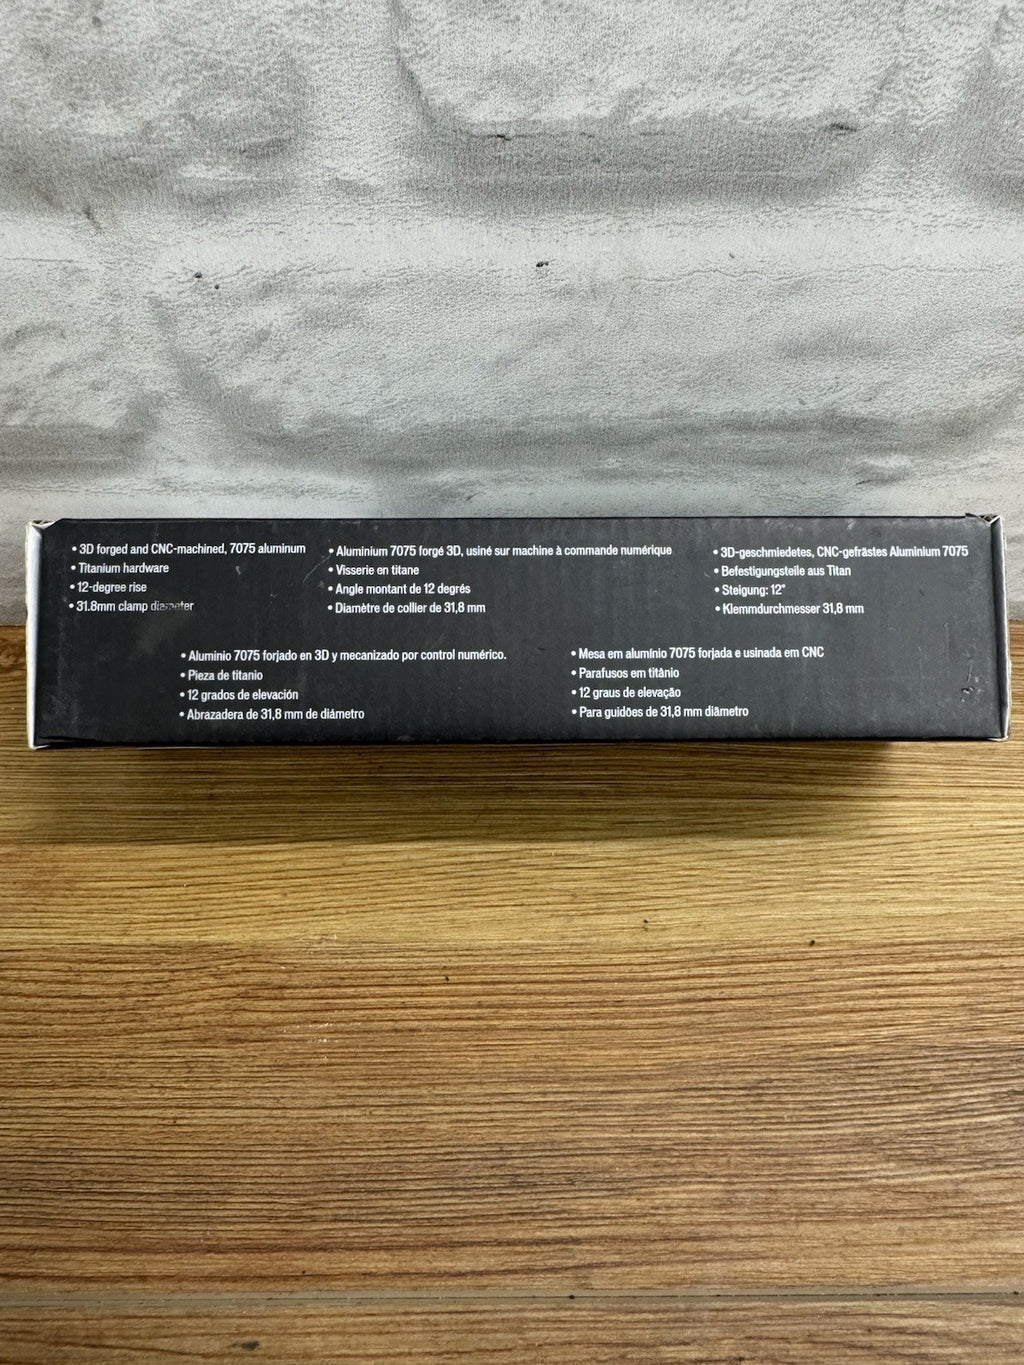 • 3D forged and CNC-machined, 7075 aluminum
• Titanium hardware
• 12-degree rise
• 31.8mm clamp diameter
• Aluminium 7075 forgé 3D, usiné sur machine à commande numérique
• Visserie en titane
• Angle montant de 12 degrés
• Diamètre de collier de 31,8 mm
• 3D-geschmiedetes, CNC-gefrästes Aluminium 7075
• Befestigungsteile aus Titan
• Steigung: 12°
• Klemmdurchmesser 31,8 mm
• Aluminio 7075 forjado en 3D y mecanizado por control numérico.
• Pieza de titanio
• 12 grados de elevación
• Abrazadera de 31,8 mm de diámetro
• Mesa em alumínio 7075 forjada e usinada em CNC
• Parafusos em titânio
• 12 graus de elevação
• Para guidões de 31,8 mm diâmetro